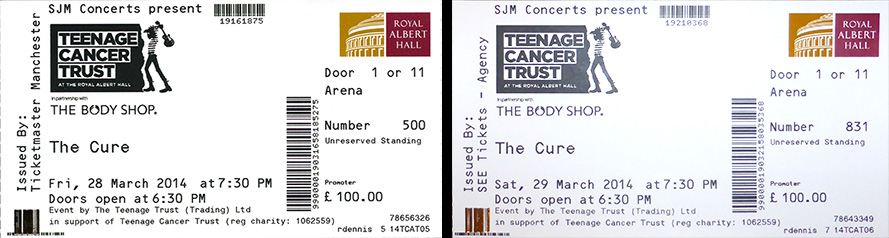 SJM Concerts present
19161875
Issued By:
Ticketmaster Manchester
TEENAGE
CANCER
TRUST
AT THE ROYAL ALBERT HALL
In partnership with
THE BODY SHOP.
ROYAL
ALBERT
HALL
Door 1 or 11
Arena
Number 500
Unreserved Standing
The Cure
Fri, 28 March 2014 at 7:30 PM
Doors open at 6:30 PM
Promoter
£ 100.00
Event by The Teenage Trust (Trading) Ltd
in support of Teenage Cancer Trust (reg charity: 1062559)
78656326
rdennis 5 14TCAT05
99000019031658185275
SJM Concerts present
19210368
Issued By:
SEE Tickets - Agency
TEENAGE
CANCER
TRUST
AT THE ROYAL ALBERT HALL
In partnership with
THE BODY SHOP.
ROYAL
ALBERT
HALL
Door 1 or 11
Arena
Number 831
Unreserved Standing
The Cure
Sat, 29 March 2014 at 7:30 PM
Doors open at 6:30 PM
Promoter
£ 100.00
Event by The Teenage Trust (Trading) Ltd
in support of Teenage Cancer Trust (reg charity: 1062559)
78643349
rdennis 7 14TCAT06
99000019032158035368